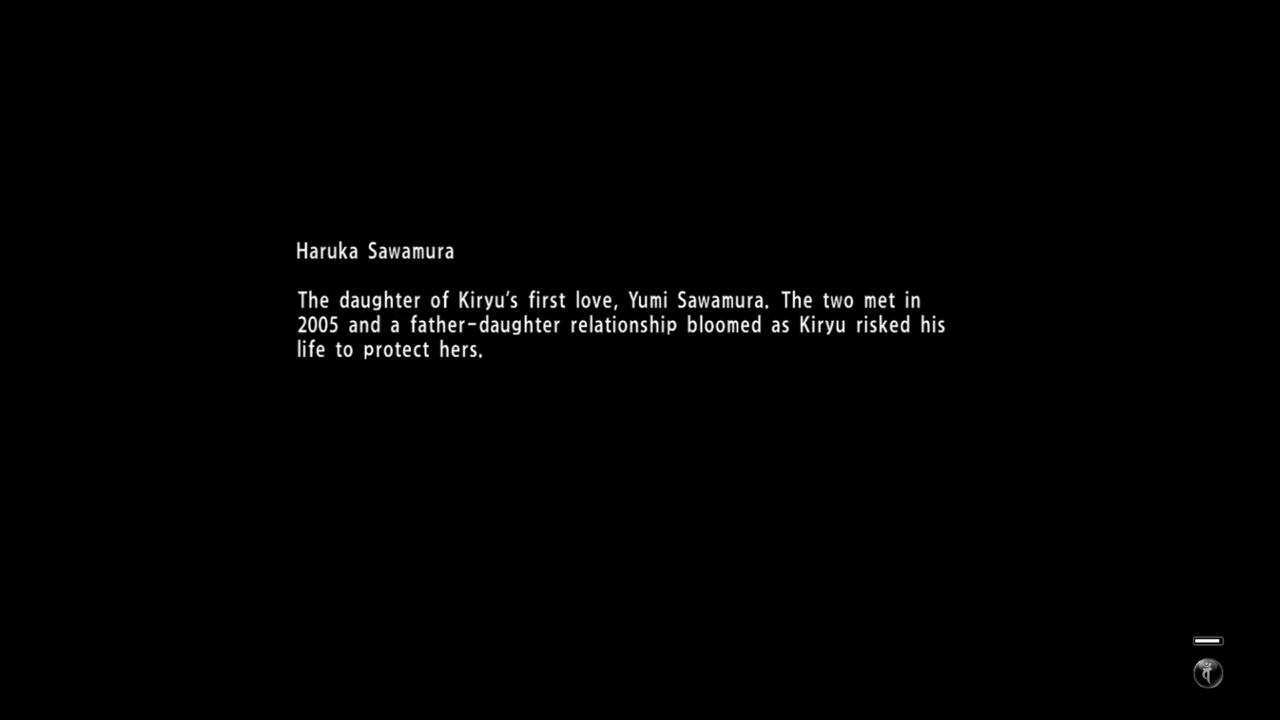 Haruka Sawamura
The daughter of Kiryu's first love, Yumi Sawamura. The two met in
2005 and a father-daughter relationship bloomed as Kiryu risked his
life to protect hers.